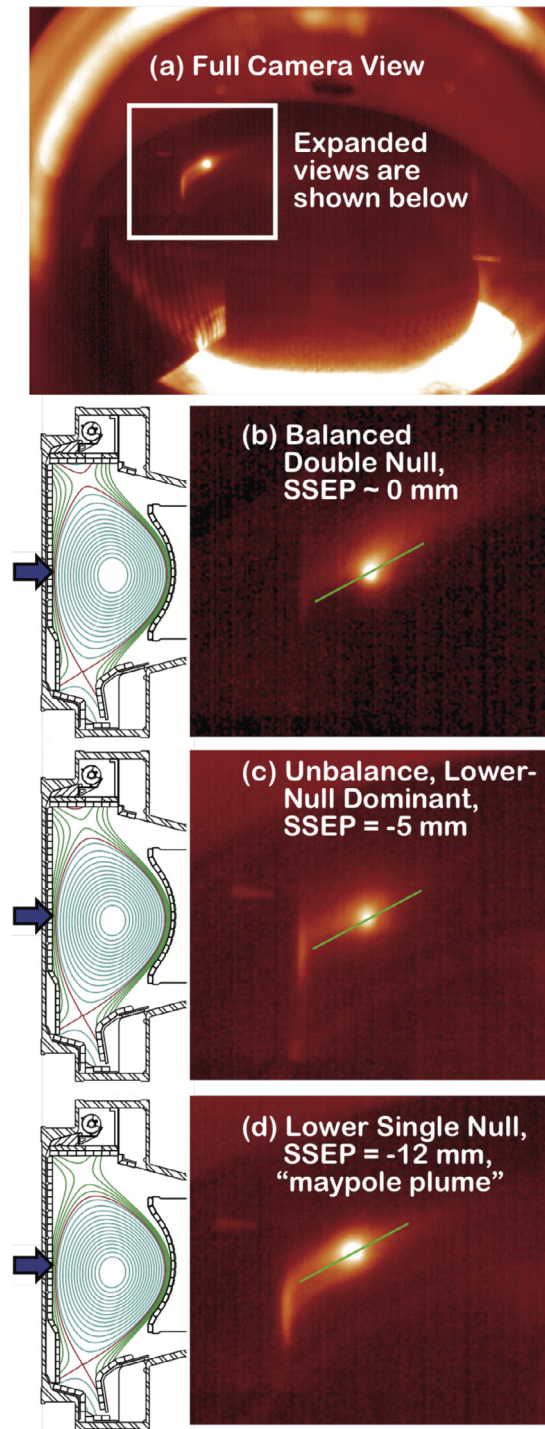 (a) Full Camera View
Expanded
views are
shown below
(b) Balanced
Double Null,
SSEP ~ 0 mm
(c) Unbalance, Lower-
Null Dominant,
SSEP = -5 mm
(d) Lower Single Null,
SSEP = -12 mm,
“maypole plume”